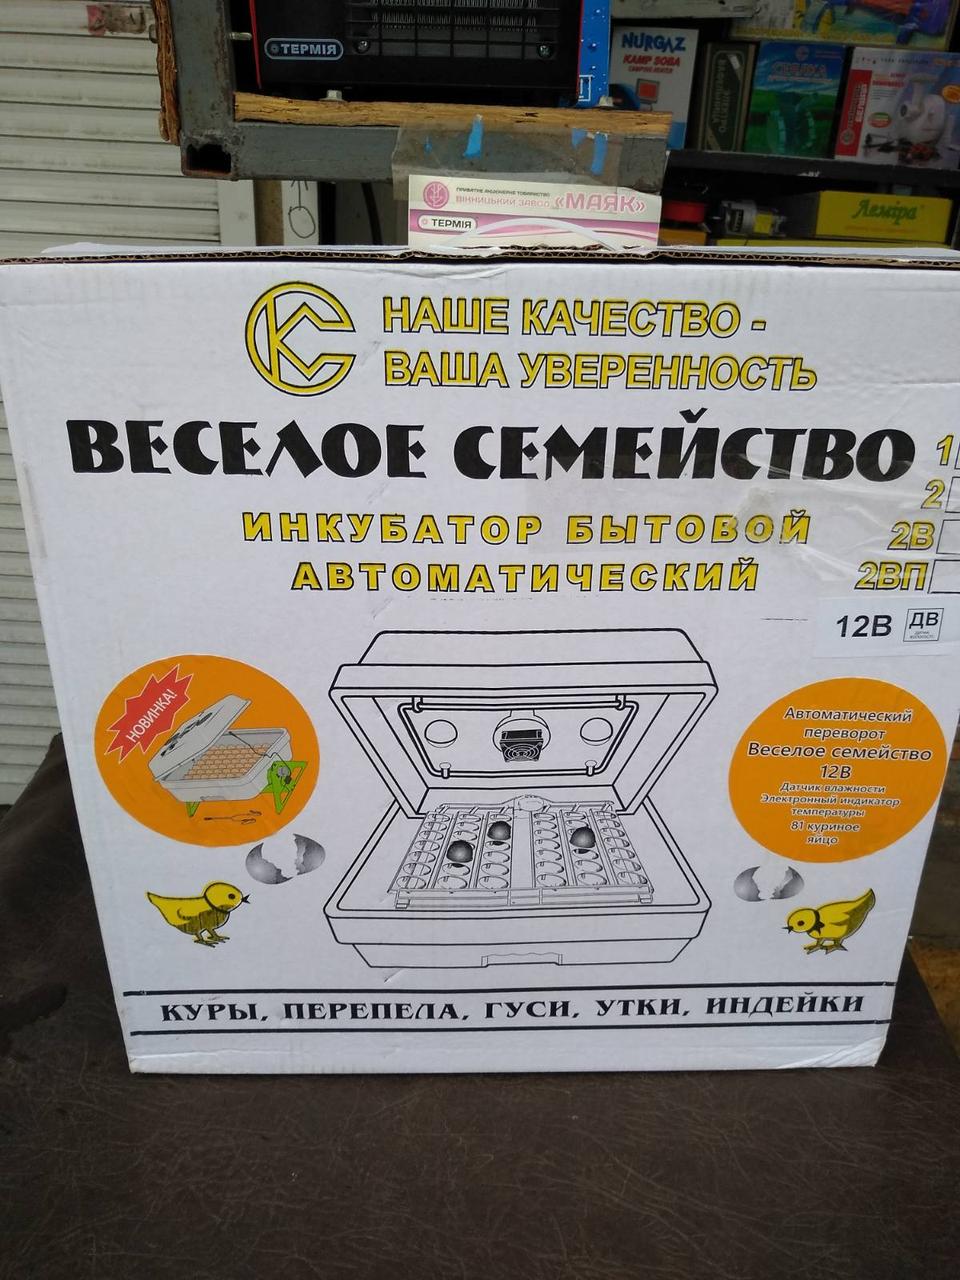 ТЕРМІЯ
NURGAZ
KAMP SOBA
ПРИВАТНЕ АКЦІОНЕРНЕ ТОВАРИСТВО
ВІННИЦЬКИЙ ЗАВОД «МАЯК»
ТЕРМІЯ
Леміра
НАШЕ КАЧЕСТВО -
ВАША УВЕРЕННОСТЬ
ВЕСЕЛОЕ СЕМЕЙСТВО
1
2
2В
2ВП
ИНКУБАТОР БЫТОВОЙ
АВТОМАТИЧЕСКИЙ
12В ДВ
НОВИНКА!
Автоматический
переворот
Веселое семейство
12В
Датчик влажности
Электронный индикатор
температуры
81 куриное
яйцо
КУРЫ, ПЕРЕПЕЛА, ГУСИ, УТКИ, ИНДЕЙКИ